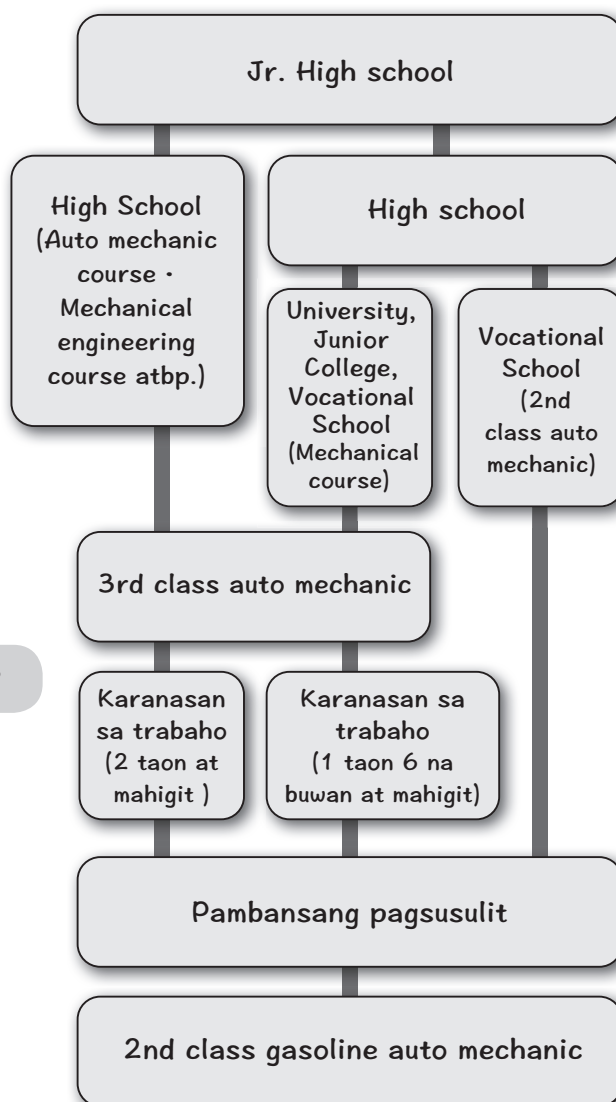 Jr. High school
High School
(Auto mechanic
course ·
Mechanical
engineering
course atbp.)
High school
University,
Junior
College,
Vocational
School
(Mechanical
course)
Vocational
School
(2nd
class auto
mechanic)
3rd class auto mechanic
Karanasan
sa trabaho
(2 taon at
mahigit )
Karanasan sa
trabaho
(1 taon 6 na
buwan at mahigit)
Pambansang pagsusulit
2nd class gasoline auto mechanic